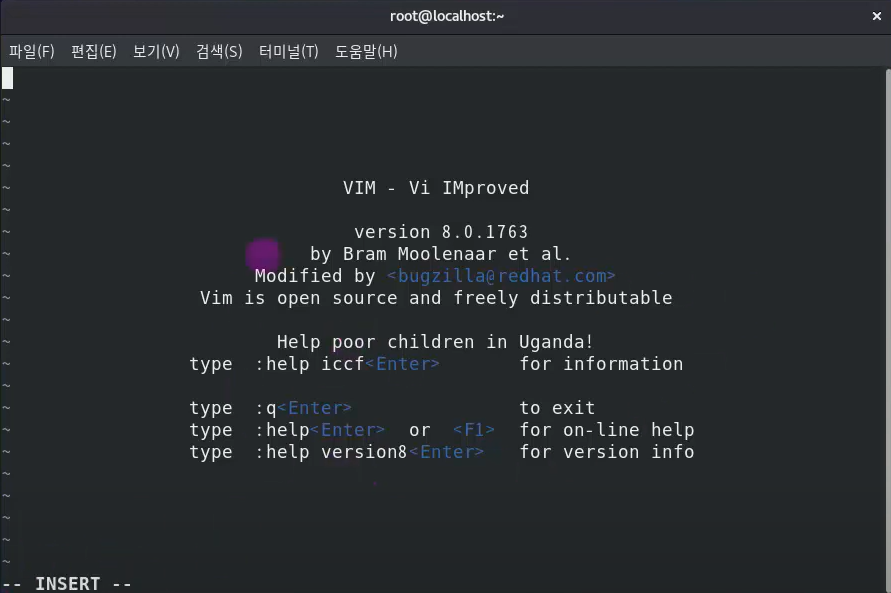 root@localhost:~ ×
파일(F) 편집(E) 보기(V) 검색(S) 터미널(T) 도움말(H)
~
~
~
~
~
VIM - Vi IMproved
~
~
version 8.0.1763
~
by Bram Moolenaar et al.
~
Modified by <bugzilla@redhat.com>
~
Vim is open source and freely distributable
~
~
Help poor children in Uganda!
~
type :help iccf<Enter> for information
~
~
type :q<Enter> to exit
~
type :help<Enter> or <F1> for on-line help
~
type :help version8<Enter> for version info
~
~
~
~
~
-- INSERT --